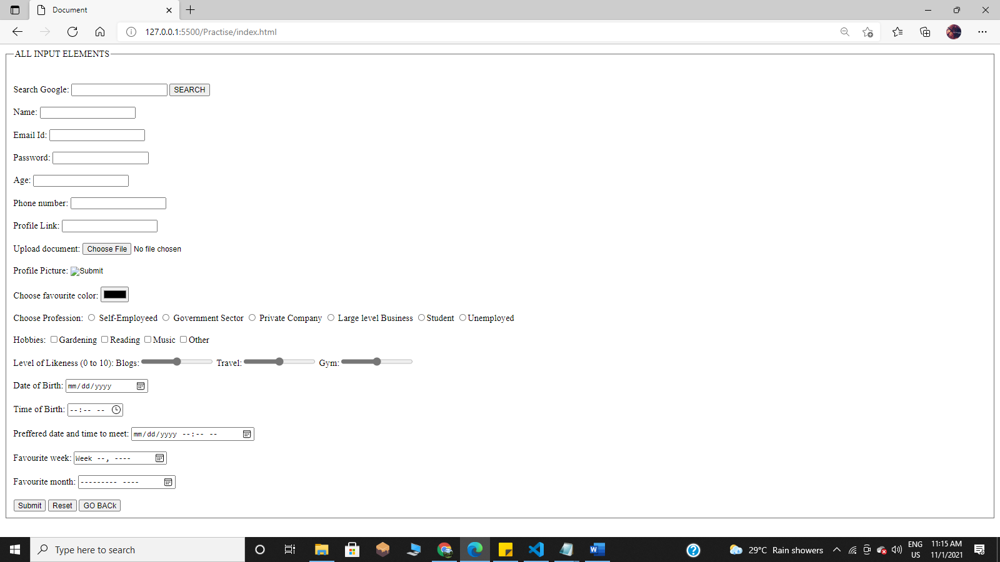 Document
127.0.0.1:5500/Practise/index.html
ALL INPUT ELEMENTS
Search Google: SEARCH
Name:
Email Id:
Password:
Age:
Phone number:
Profile Link:
Upload document: Choose File No file chosen
Profile Picture: Submit
Choose favourite color:
Choose Profession: Self-Employeed Government Sector Private Company Large level Business Student Unemployed
Hobbies: Gardening Reading Music Other
Level of Likeness (0 to 10): Blogs: Travel: Gym:
Date of Birth: mm/dd/yyyy
Time of Birth: --:-- --
Preffered date and time to meet: mm/dd/yyyy --:-- --
Favourite week: Week --, ----
Favourite month: --------- ----
Submit Reset GO BACk
Type here to search
29°C Rain showers
ENG
US
11:15 AM
11/1/2021